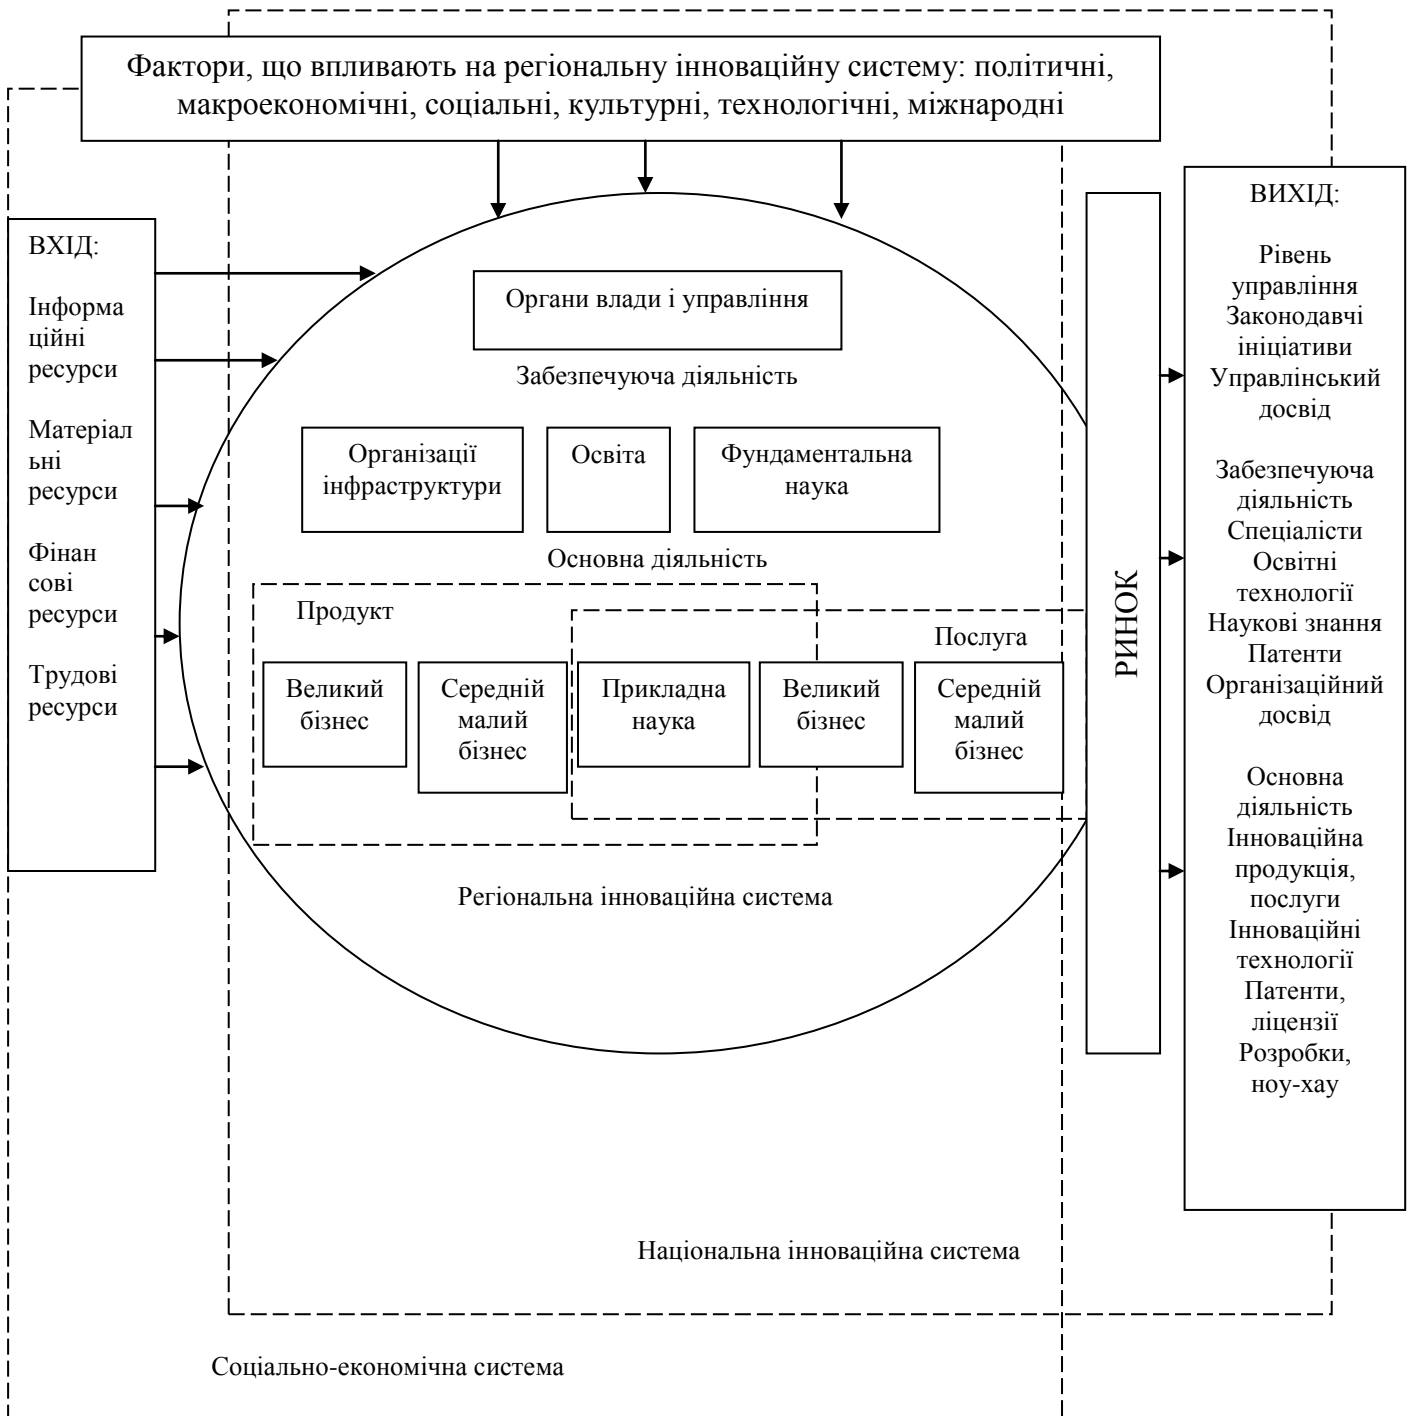 Фактори, що впливають на регіональну інноваційну систему: політичні,
макроекономічні, соціальні, культурні, технологічні, міжнародні
ВХІД:
Інформа
ційні
ресурси
Матеріал
ьні
ресурси
Фінан
сові
ресурси
Трудові
ресурси
Органи влади і управління
Забезпечуюча діяльність
Організації
інфраструктури
Освіта
Фундаментальна
наука
Основна діяльність
Продукт
Послуга
Великий
бізнес
Середній
малий
бізнес
Прикладна
наука
Великий
бізнес
Середній
малий
бізнес
Регіональна інноваційна система
РИНОК
ВИХІД:
Рівень
управління
Законодавчі
ініціативи
Управлінський
досвід
Забезпечуюча
діяльність
Спеціалісти
Освітні
технології
Наукові знання
Патенти
Організаційний
досвід
Основна
діяльність
Інноваційна
продукція,
послуги
Інноваційні
технології
Патенти,
ліцензії
Розробки,
ноу-хау
Національна інноваційна система
Соціально-економічна система